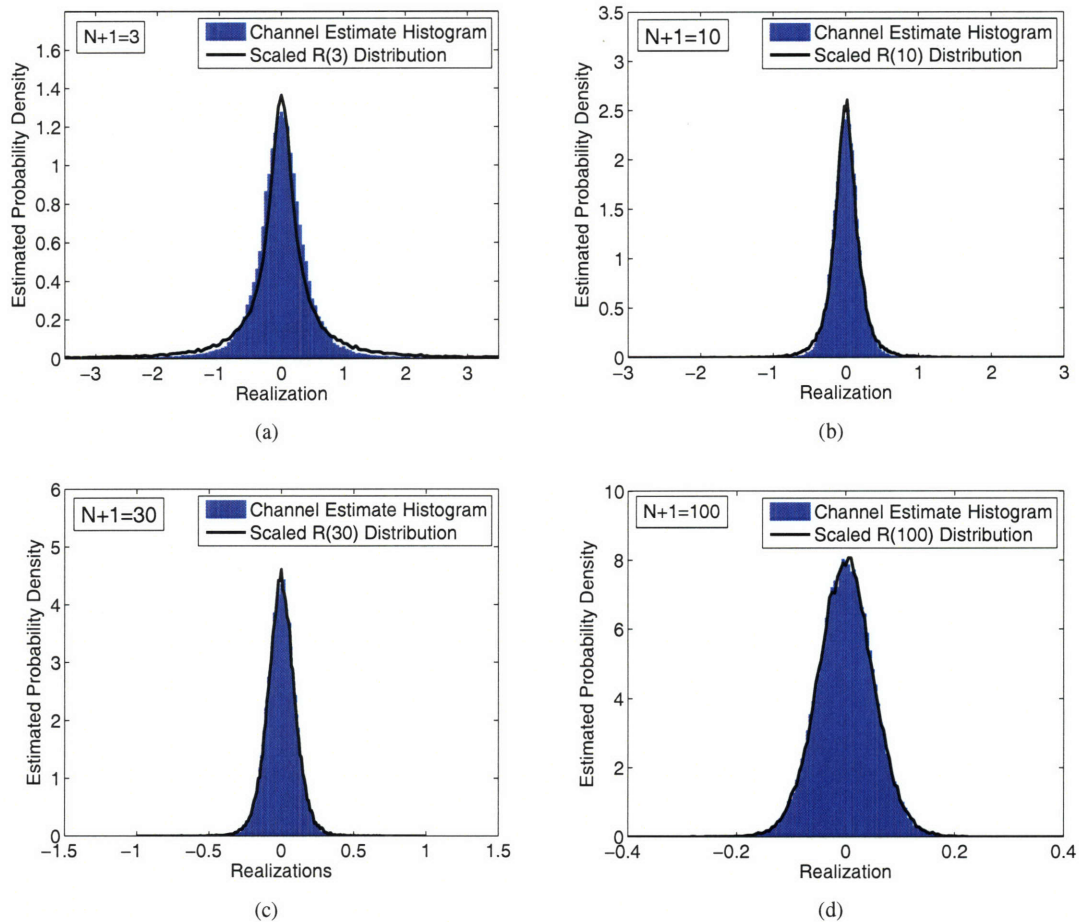 N+1=3
Channel Estimate Histogram
Scaled R(3) Distribution
Estimated Probability Density
1.6
1.4
1.2
1
0.8
0.6
0.4
0.2
0
−3
−2
−1
0
1
2
3
Realization
(a)
N+1=10
Channel Estimate Histogram
Scaled R(10) Distribution
Estimated Probability Density
3.5
3
2.5
2
1.5
1
0.5
0
−3
−2
−1
0
1
2
3
Realization
(b)
N+1=30
Channel Estimate Histogram
Scaled R(30) Distribution
Estimated Probability Density
6
5
4
3
2
1
0
−1.5
−1
−0.5
0
0.5
1
1.5
Realizations
(c)
N+1=100
Channel Estimate Histogram
Scaled R(100) Distribution
Estimated Probability Density
10
8
6
4
2
0
−0.4
−0.2
0
0.2
0.4
Realization
(d)